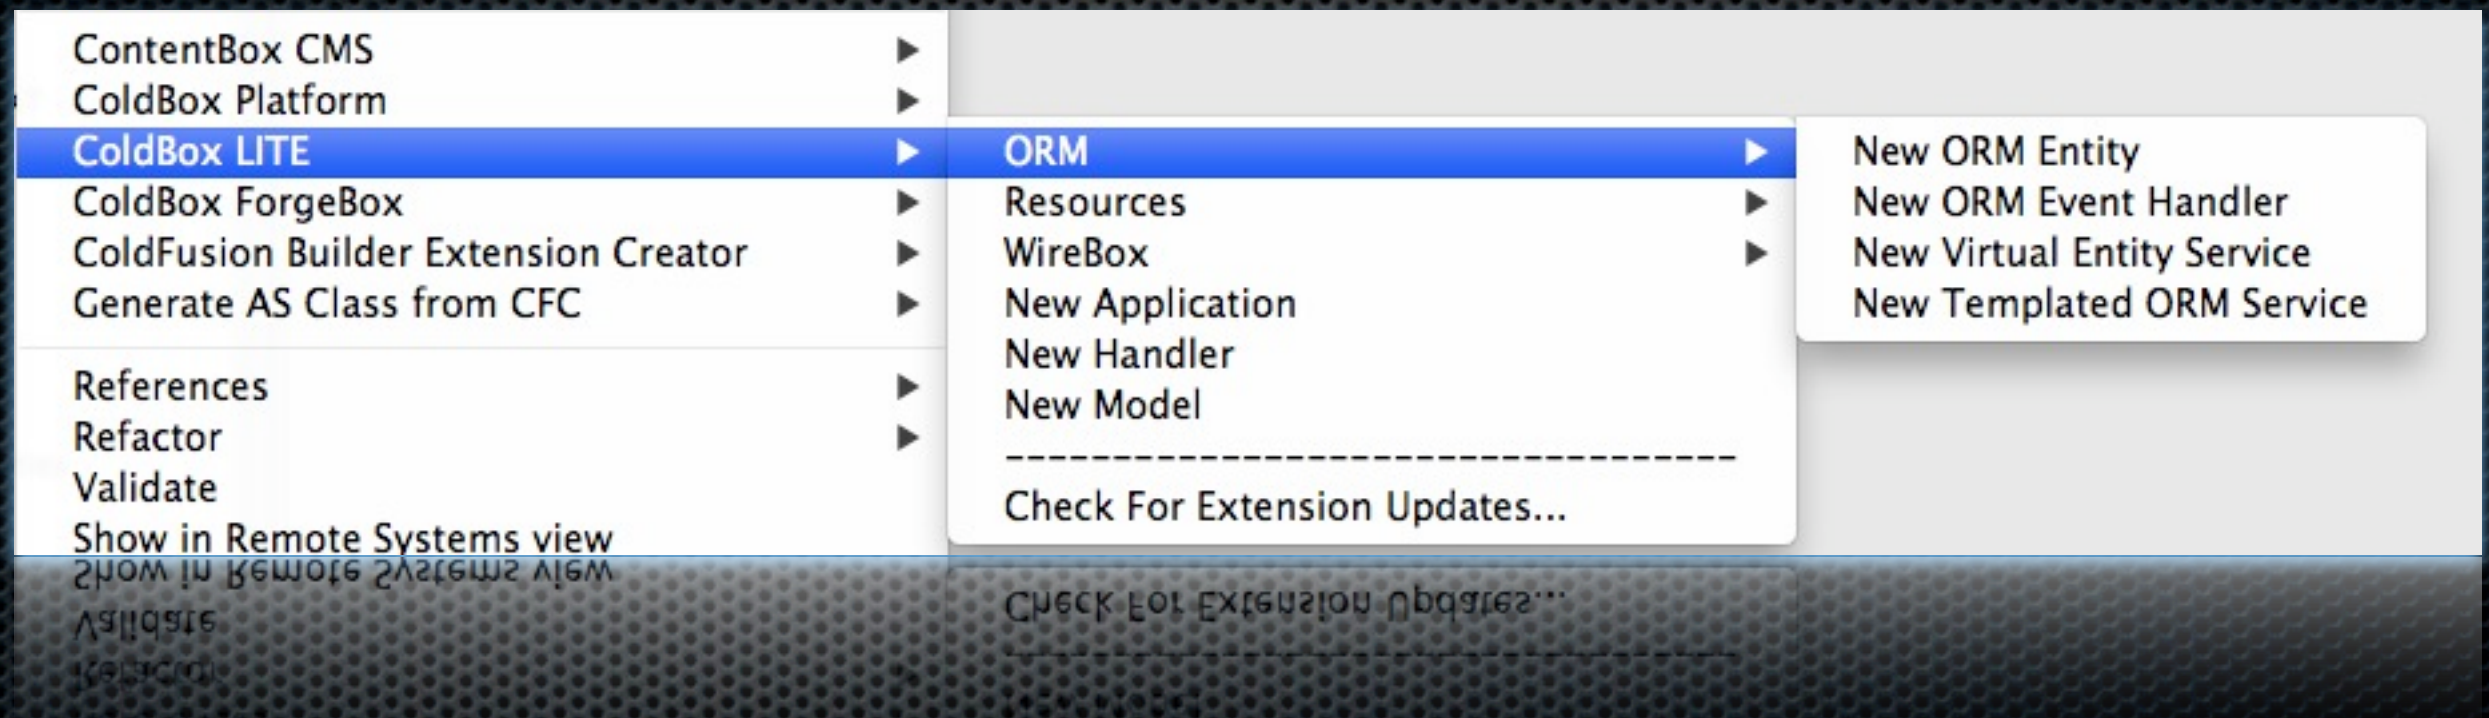 ContentBox CMS
ColdBox Platform
ColdBox LITE
ColdBox ForgeBox
ColdFusion Builder Extension Creator
Generate AS Class from CFC
References
Refactor
Validate
Show in Remote Systems view
ORM
Resources
WireBox
New Application
New Handler
New Model
------------------------------------
Check For Extension Updates...
New ORM Entity
New ORM Event Handler
New Virtual Entity Service
New Templated ORM Service